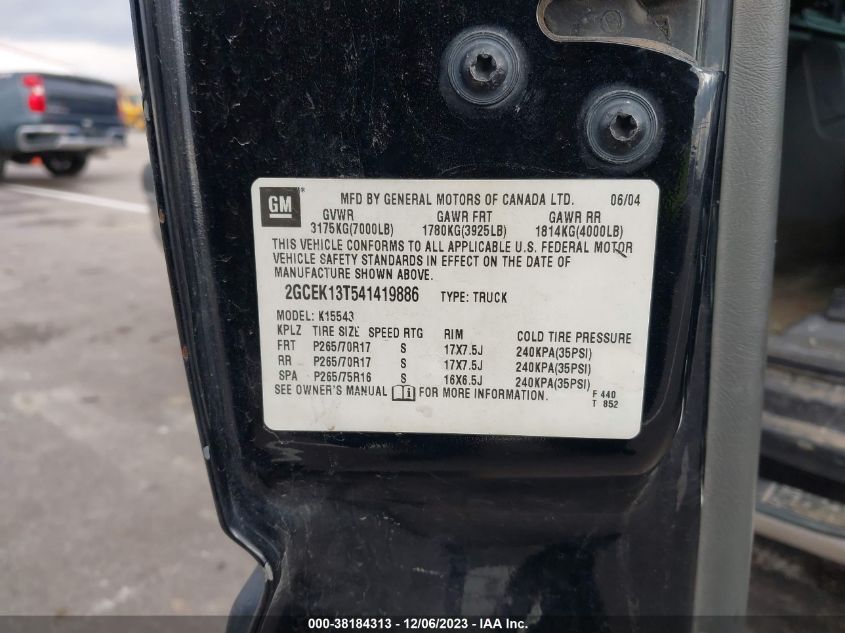 GM MFD BY GENERAL MOTORS OF CANADA LTD. 06/04
GVWR GAWR FRT GAWR RR
3175KG(7000LB) 1780KG(3925LB) 1814KG(4000LB)
THIS VEHICLE CONFORMS TO ALL APPLICABLE U.S. FEDERAL MOTOR
VEHICLE SAFETY STANDARDS IN EFFECT ON THE DATE OF
MANUFACTURE SHOWN ABOVE.
2GCEK13T541419886 TYPE: TRUCK
MODEL: K15543
KPLZ TIRE SIZE SPEED RTG RIM COLD TIRE PRESSURE
FRT P265/70R17 S 17X7.5J 240KPA(35PSI)
RR P265/70R17 S 17X7.5J 240KPA(35PSI)
SPA P265/75R16 S 16X6.5J 240KPA(35PSI)
SEE OWNER'S MANUAL i FOR MORE INFORMATION. F 440
T 852
000-38184313 - 12/06/2023 - IAA Inc.